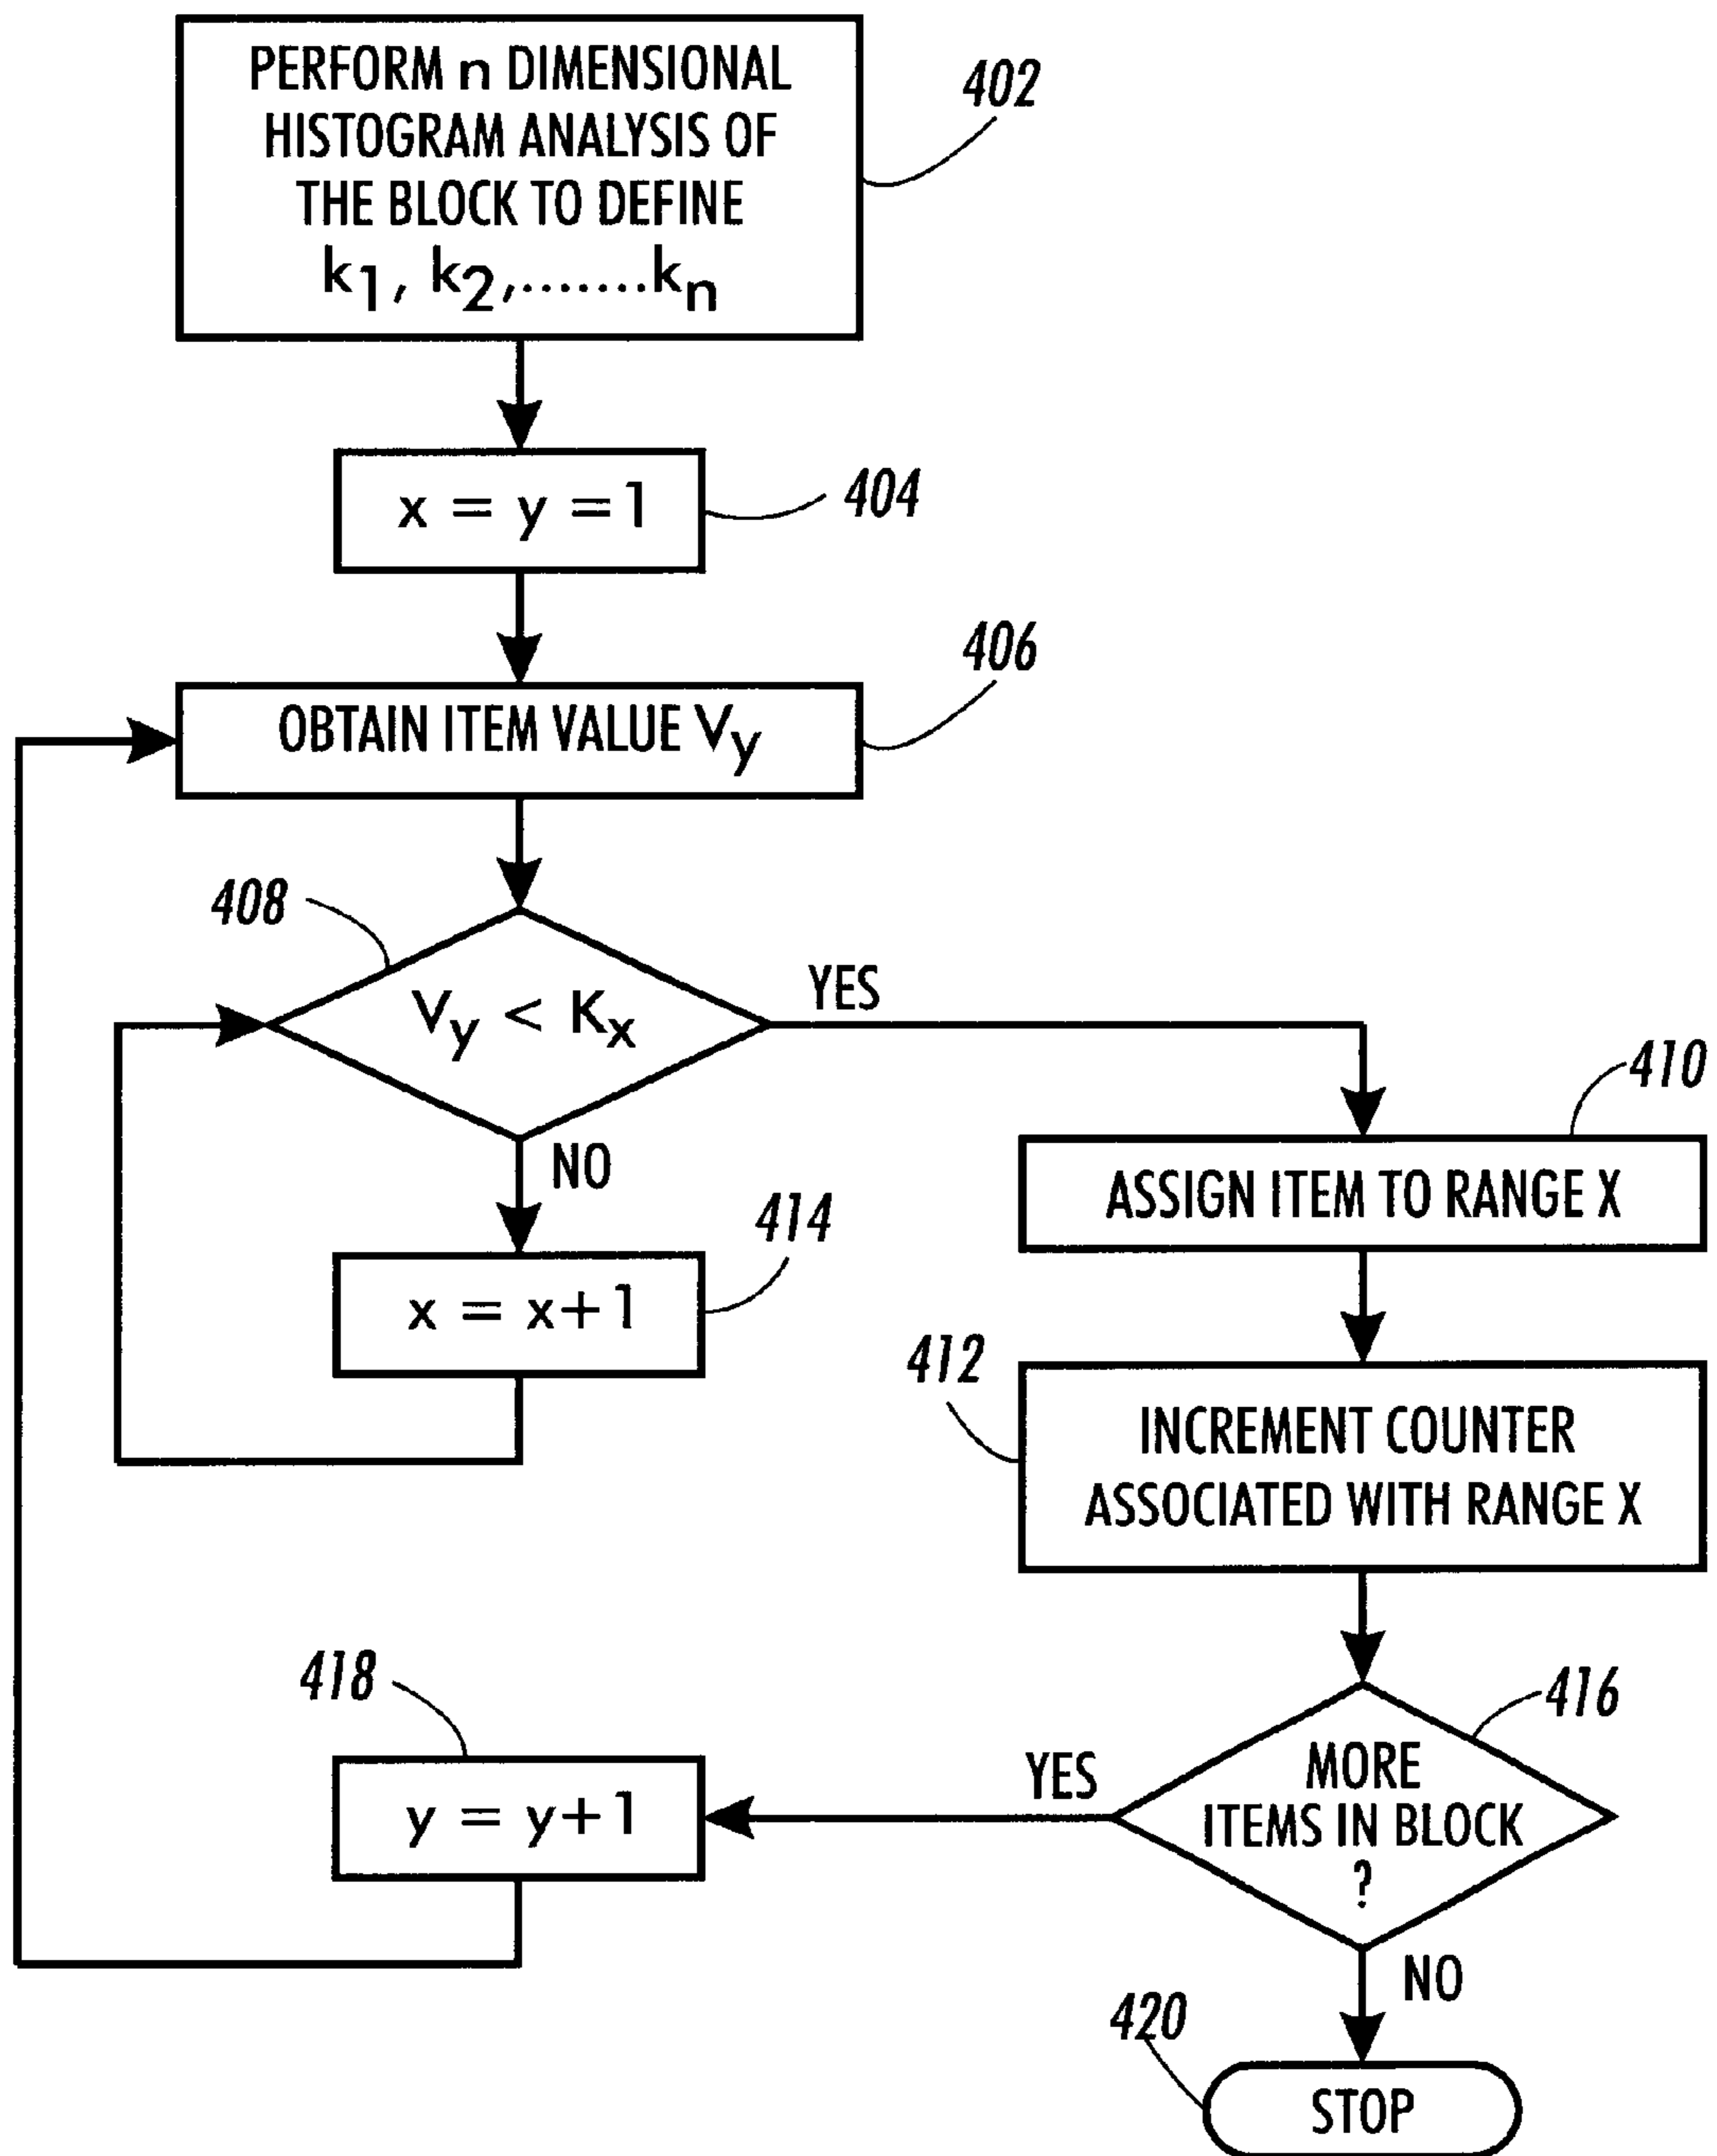 PERFORM n DIMENSIONAL
HISTOGRAM ANALYSIS OF
THE BLOCK TO DEFINE
k1, k2,.......kn
402
x = y =1
404
406
OBTAIN ITEM VALUE Vy
408
Vy < Kx
YES
NO
410
ASSIGN ITEM TO RANGE X
414
x = x+1
412
INCREMENT COUNTER
ASSOCIATED WITH RANGE X
416
MORE
ITEMS IN BLOCK
?
YES
418
y = y+1
NO
420
STOP